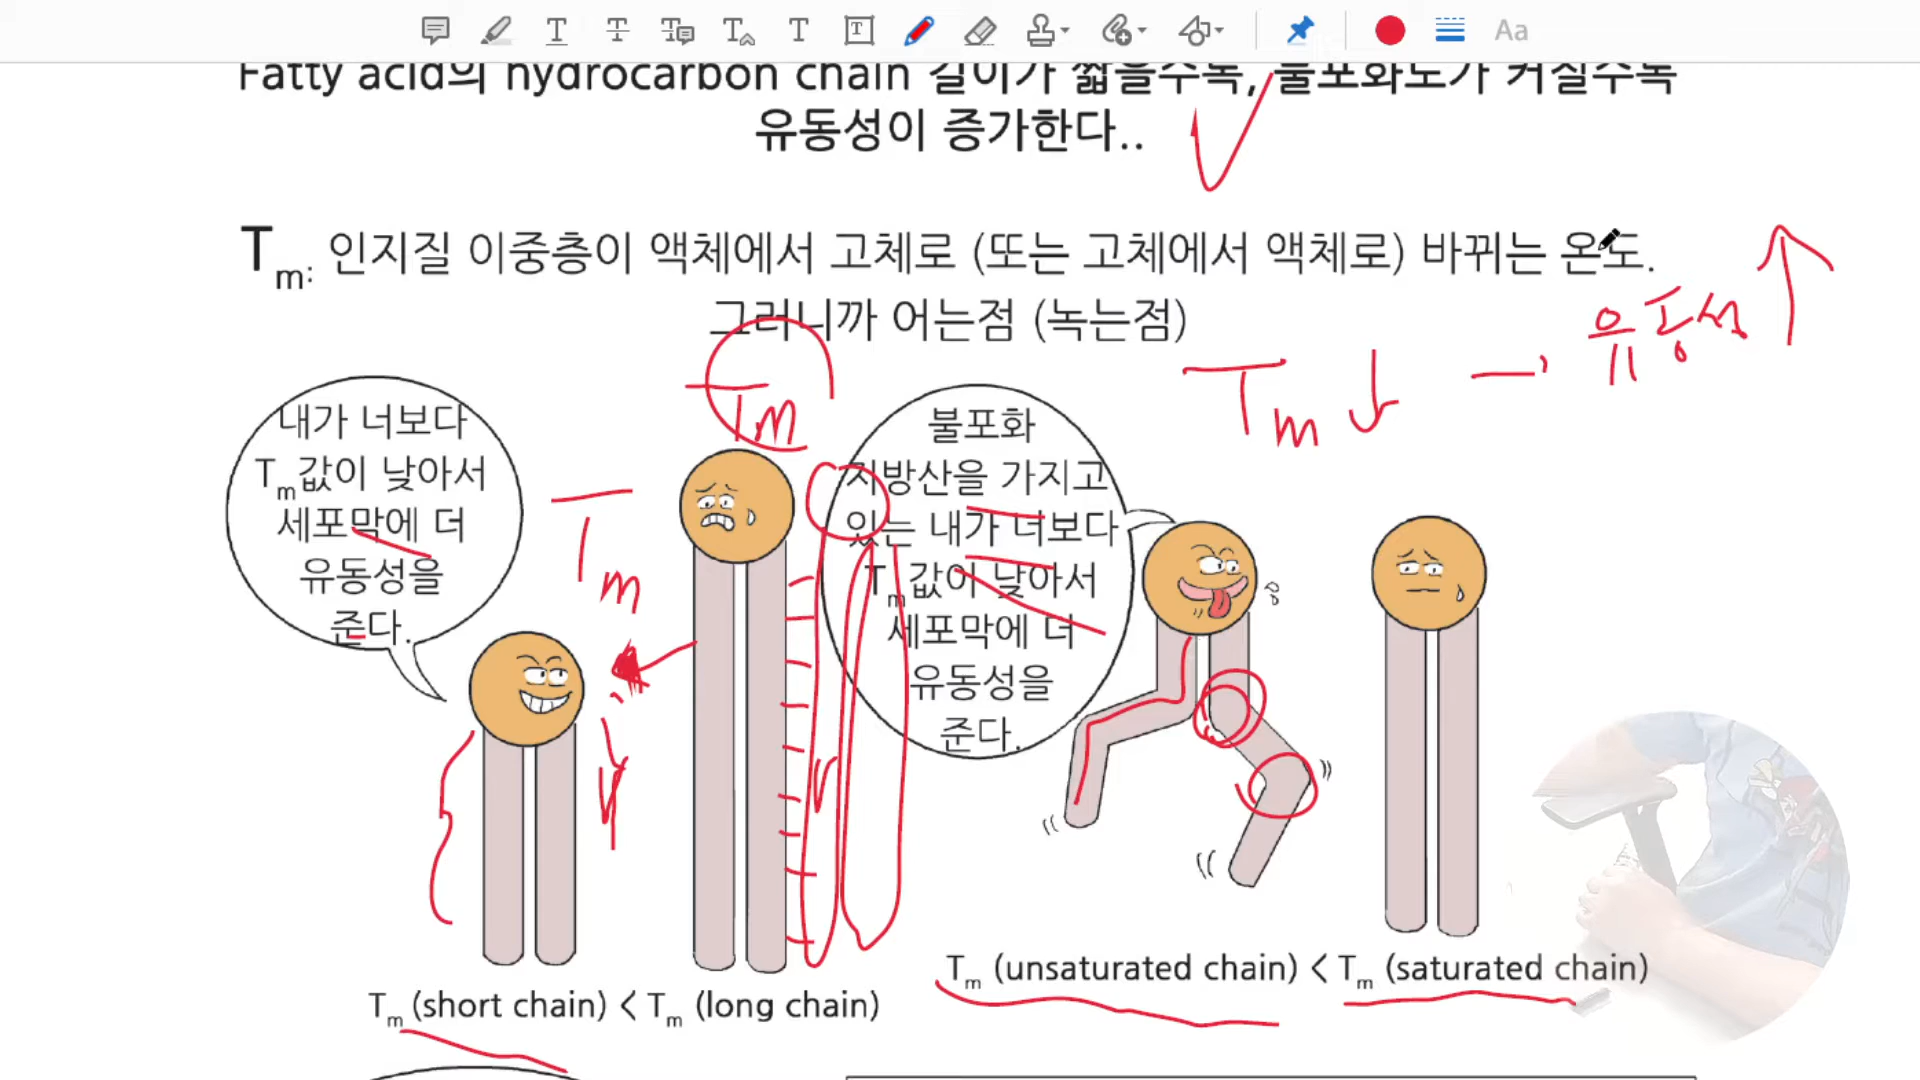 Fatty acid의 hydrocarbon chain 길이가 짧을수록, 불포화도가 커질수록
유동성이 증가한다..
Tm: 인지질 이중층이 액체에서 고체로 (또는 고체에서 액체로) 바뀌는 온도.
그러니까 어는점 (녹는점)
Tm ↓ → 유동성 ↑
Tm
내가 너보다
Tm값이 낮아서
세포막에 더
유동성을
준다.
Tm
불포화
지방산을 가지고
있는 내가 너보다
Tm값이 낮아서
세포막에 더
유동성을
준다.
Tm (short chain) < Tm (long chain)
Tm (unsaturated chain) < Tm (saturated chain)
Aa